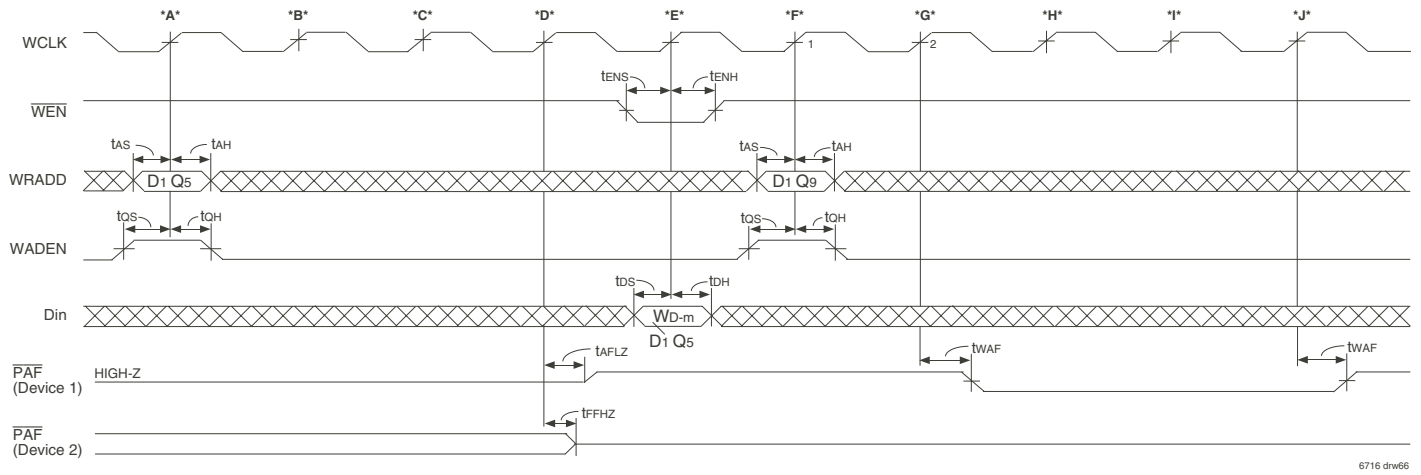 *A* *B* *C* *D* *E* *F* *G* *H* *I* *J*
WCLK 1 2
tENS tENH
WEN
tAS tAH tAS tAH
WRADD D1 Q5 D1 Q9
tQS tQH tQS tQH
WADEN
tDS tDH
Din WD-m
D1 Q5
tAFLZ tWAF tWAF
PAF HIGH-Z
(Device 1)
tFFHZ
PAF
(Device 2)
6716 drw66